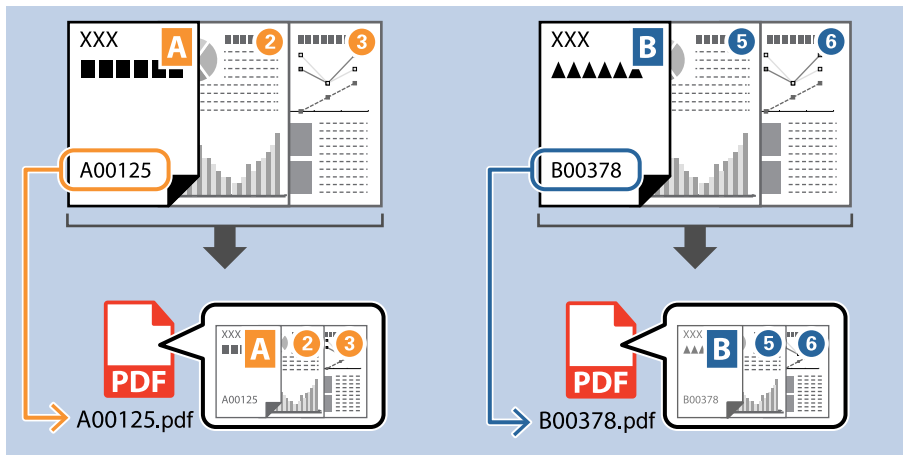 XXX
A
2
3
A00125
XXX
B
5
6
B00378
PDF
XXX
A
2
3
A00125
A00125.pdf
PDF
XXX
B
5
6
B00378
B00378.pdf